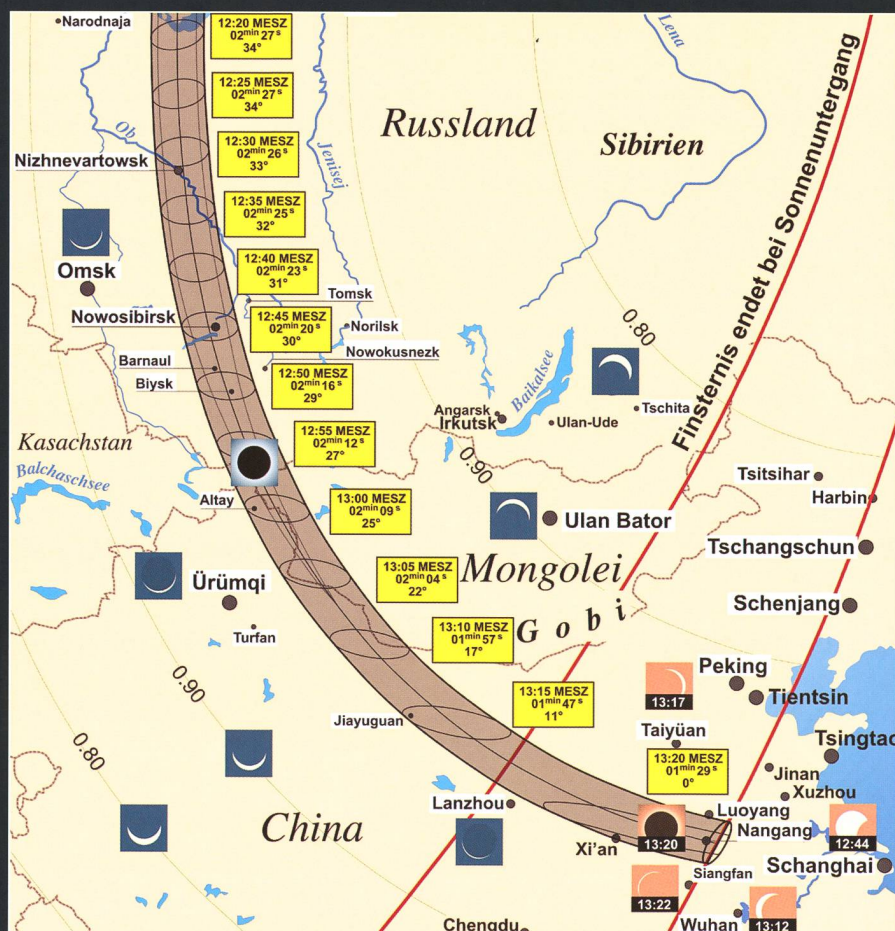 Narodnaja
12:20 MESZ
02min 27s
34°
Lena
12:25 MESZ
02min 27s
34°
Russland
Sibirien
Ob
Jenisej
12:30 MESZ
02min 26s
33°
Nizhnevartowsk
Finsternis endet bei Sonnenuntergang
12:35 MESZ
02min 25s
32°
Omsk
12:40 MESZ
02min 23s
31°
Tomsk
Nowosibirsk
12:45 MESZ
02min 20s
30°
Norilsk
0.80
Barnaul
Nowokusnezk
Biysk
12:50 MESZ
02min 16s
29°
Baikalsee
Angarsk
Irkutsk
Ulan-Ude
Tschita
Kasachstan
12:55 MESZ
02min 12s
27°
0.90
Balchaschsee
Tsitsihar
Harbin
Altay
13:00 MESZ
02min 09s
25°
Ulan Bator
Tschangschun
Ürümqi
13:05 MESZ
02min 04s
22°
Mongolei
Schenjang
Turfan
13:10 MESZ
01min 57s
17°
Gobi
0.90
Peking
13:17
Tientsin
13:15 MESZ
01min 47s
11°
Jiayuguan
Taiyüan
0.80
13:20 MESZ
01min 29s
0°
Tsingtao
Jinan
Xuzhou
Lanzhou
Luoyang
China
Nangang
13:20
12:44
Xi'an
Schanghai
Siangfan
13:22
Wuhan
13:12
Chengdu